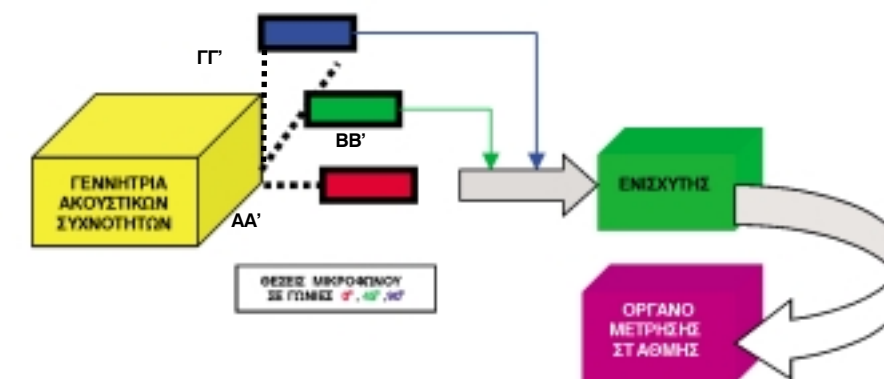 ΓΓ'
ΒΒ'
ΓΕΝΝΗΤΡΙΑ
ΑΚΟΥΣΤΙΚΩΝ
ΣΥΧΝΟΤΗΤΩΝ
ΑΑ'
ΕΝΙΣΧΥΤΗΣ
ΘΕΣΕΙΣ ΜΙΚΡΟΦΩΝΟΥ
ΣΕ ΓΩΝΙΕΣ 0°, 45°, 90°
ΟΡΓΑΝΟ
ΜΕΤΡΗΣΗΣ
ΣΤΑΘΜΗΣ